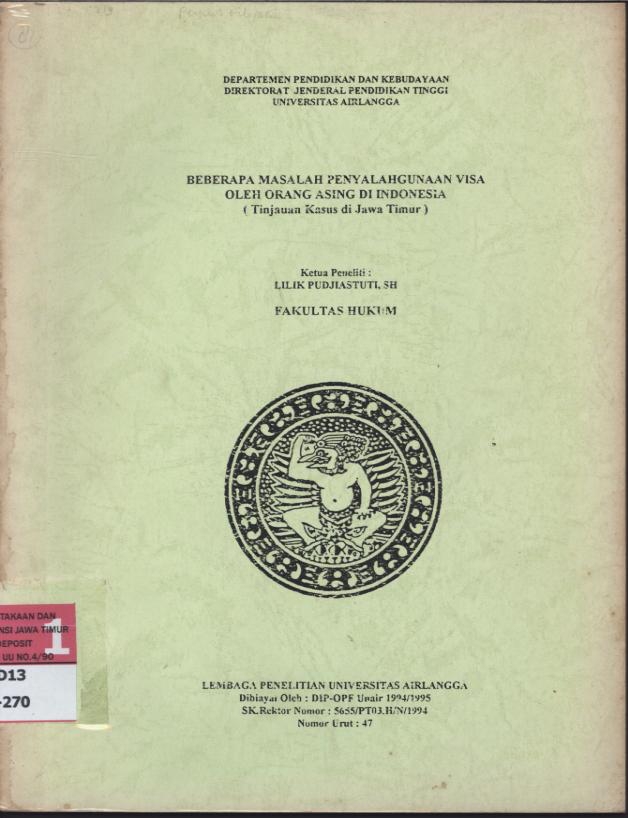 DEPARTEMEN PENDIDIKAN DAN KEBUDAYAAN
DIREKTORAT JENDERAL PENDIDIKAN TINGGI
UNIVERSITAS AIRLANGGA
BEBERAPA MASALAH PENYALAHGUNAAN VISA
OLEH ORANG ASING DI INDONESIA
( Tinjauan Kasus di Jawa Timur )
Ketua Peneliti :
LILIK PUDJIASTUTI, SH
FAKULTAS HUKUM
TAKAAN DAN
NSI JAWA TIMUR
DEPOSIT
UU NO.4/90
1
D13
-270
LEMBAGA PENELITIAN UNIVERSITAS AIRLANGGA
Dibiayai Oleh : DIP-OPF Unair 1994/1995
SK.Rektor Nomor : 5655/PT03.H/N/1994
Nomor Urut : 47